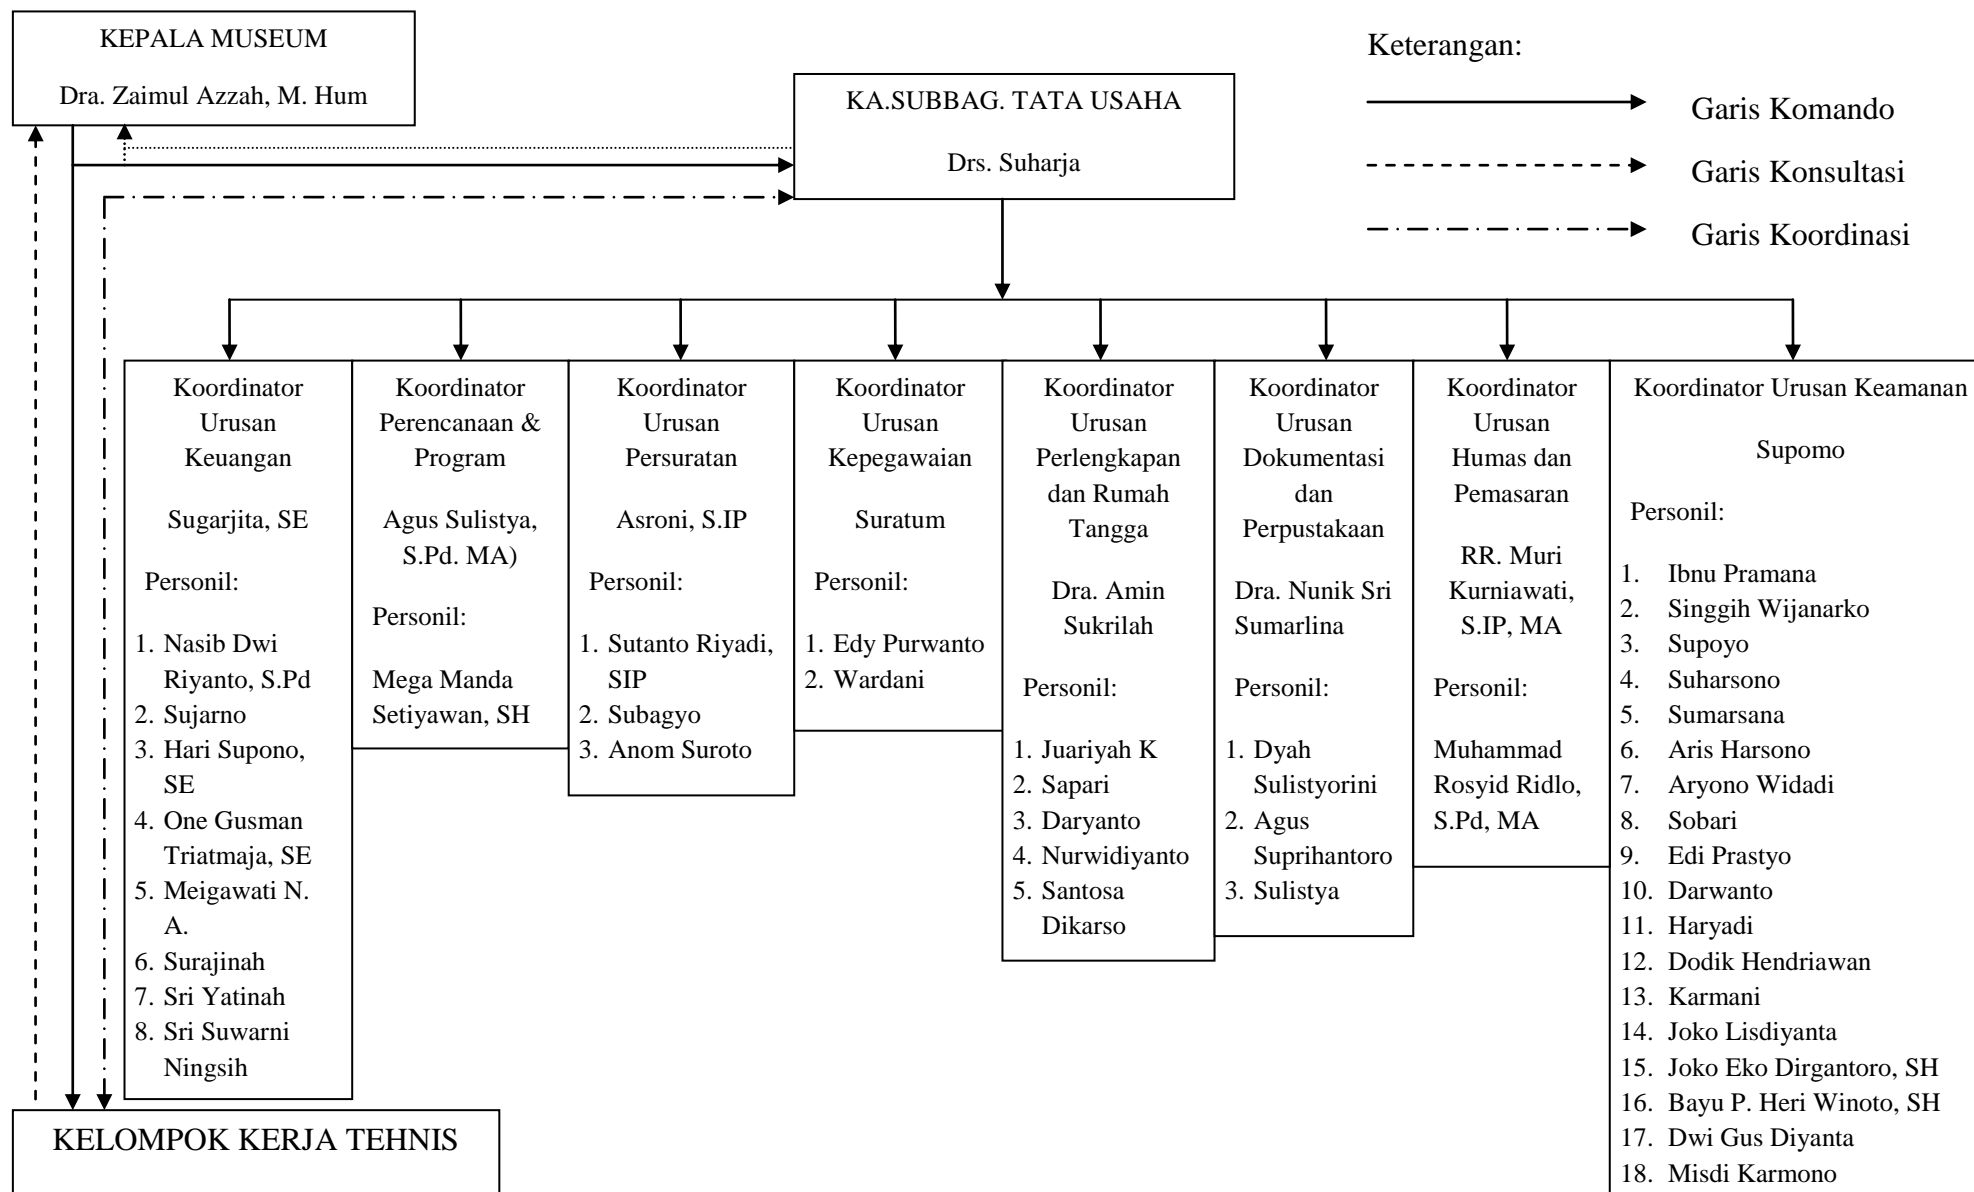 KEPALA MUSEUM
Dra. Zaimul Azzah, M. Hum
KA.SUBBAG. TATA USAHA
Drs. Suharja
Keterangan:
Garis Komando
Garis Konsultasi
Garis Koordinasi
Koordinator
Urusan
Keuangan
Sugarjita, SE
Personil:
1. Nasib Dwi
Riyanto, S.Pd
2. Sujarno
3. Hari Supono,
SE
4. One Gusman
Triatmaja, SE
5. Meigawati N.
A.
6. Surajinah
7. Sri Yatinah
8. Sri Suwarni
Ningsih
Koordinator
Perencanaan &
Program
Agus Sulistya,
S.Pd. MA)
Personil:
Mega Manda
Setiyawan, SH
Koordinator
Urusan
Persuratan
Asroni, S.IP
Personil:
1. Sutanto Riyadi,
SIP
2. Subagyo
3. Anom Suroto
Koordinator
Urusan
Kepegawaian
Suratum
Personil:
1. Edy Purwanto
2. Wardani
Koordinator
Urusan
Perlengkapan
dan Rumah
Tangga
Dra. Amin
Sukrilah
Personil:
1. Juariyah K
2. Sapari
3. Daryanto
4. Nurwidiyanto
5. Santosa
Dikarso
Koordinator
Urusan
Dokumentasi
dan
Perpustakaan
Dra. Nunik Sri
Sumarlina
Personil:
1. Dyah
Sulistyorini
2. Agus
Suprihantoro
3. Sulistya
Koordinator
Urusan
Humas dan
Pemasaran
RR. Muri
Kurniawati,
S.IP, MA
Personil:
Muhammad
Rosyid Ridlo,
S.Pd, MA
Koordinator Urusan Keamanan
Supomo
Personil:
1. Ibnu Pramana
2. Singgih Wijanarko
3. Supoyo
4. Suharsono
5. Sumarsana
6. Aris Harsono
7. Aryono Widadi
8. Sobari
9. Edi Prastyo
10. Darwanto
11. Haryadi
12. Dodik Hendriawan
13. Karmani
14. Joko Lisdiyanta
15. Joko Eko Dirgantoro, SH
16. Bayu P. Heri Winoto, SH
17. Dwi Gus Diyanta
18. Misdi Karmono
KELOMPOK KERJA TEHNIS